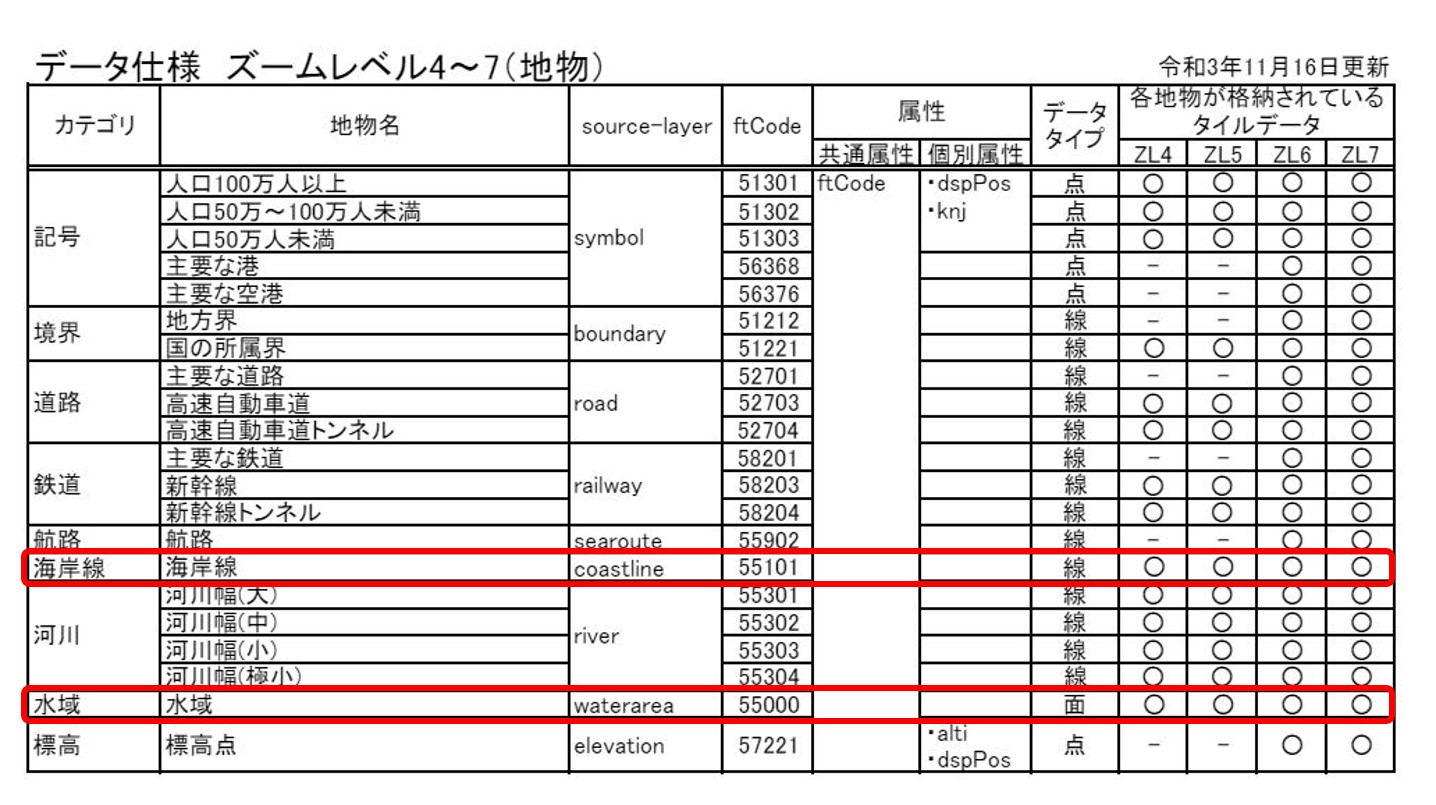 データ仕様　ズームレベル4～7（地物）
令和3年11月16日更新
カテゴリ 地物名 source-layer ftCode 属性 データタイプ 各地物が格納されているタイルデータ
共通属性 個別属性 ZL4 ZL5 ZL6 ZL7
記号 人口100万人以上 symbol 51301 ftCode ・dspPos 点 ○ ○ ○ ○
人口50万～100万人未満 51302 ・knj 点 ○ ○ ○ ○
人口50万人未満 51303 点 ○ ○ ○ ○
主要な港 56368 点 － － ○ ○
主要な空港 56376 点 － － ○ ○
境界 地方界 boundary 51212 線 － － ○ ○
国の所属界 51221 線 ○ ○ ○ ○
道路 主要な道路 road 52701 線 － － ○ ○
高速自動車道 52703 線 ○ ○ ○ ○
高速自動車道トンネル 52704 線 ○ ○ ○ ○
鉄道 主要な鉄道 railway 58201 線 － － ○ ○
新幹線 58203 線 ○ ○ ○ ○
新幹線トンネル 58204 線 ○ ○ ○ ○
航路 航路 searoute 55902 線 － － ○ ○
海岸線 海岸線 coastline 55101 線 ○ ○ ○ ○
河川 河川幅(大) river 55301 線 ○ ○ ○ ○
河川幅(中) 55302 線 ○ ○ ○ ○
河川幅(小) 55303 線 ○ ○ ○ ○
河川幅(極小) 55304 線 ○ ○ ○ ○
水域 水域 waterarea 55000 面 ○ ○ ○ ○
標高 標高点 elevation 57221 ・alti 点 － － ○ ○
・dspPos